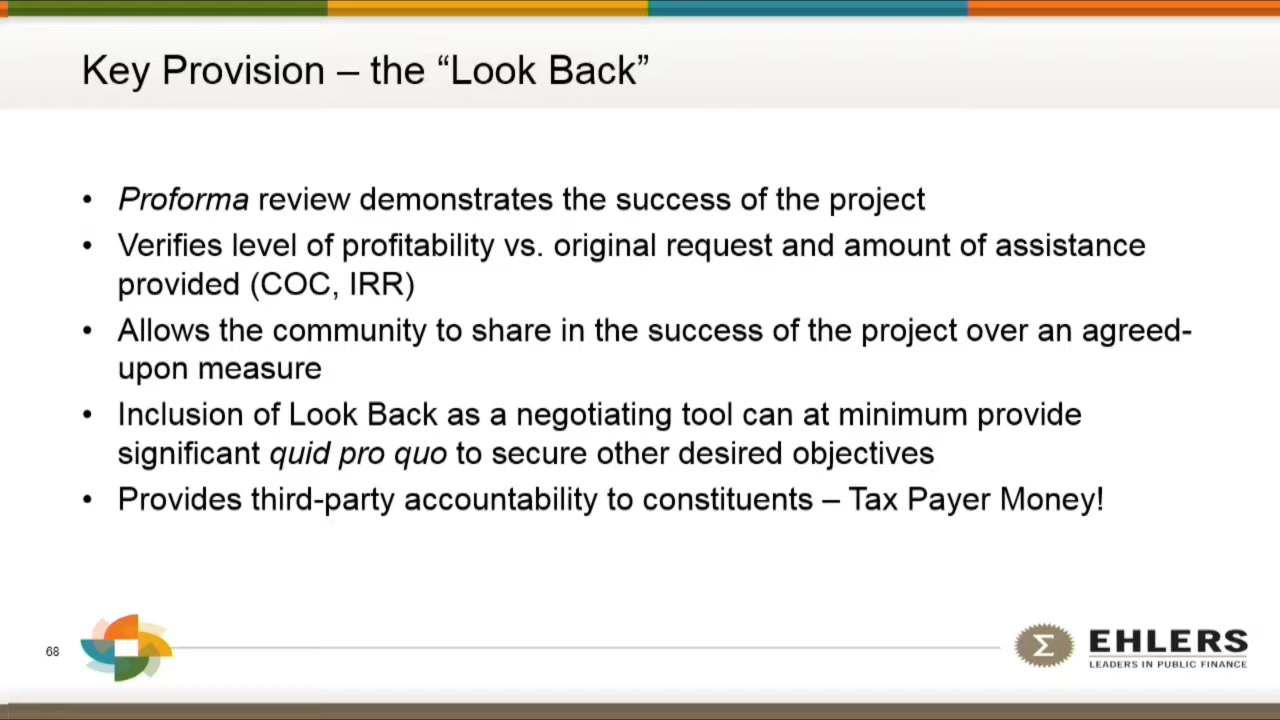 Key Provision – the “Look Back”
• Proforma review demonstrates the success of the project
• Verifies level of profitability vs. original request and amount of assistance
provided (COC, IRR)
• Allows the community to share in the success of the project over an agreed-
upon measure
• Inclusion of Look Back as a negotiating tool can at minimum provide
significant quid pro quo to secure other desired objectives
• Provides third-party accountability to constituents – Tax Payer Money!
68
Σ
EHLERS
LEADERS IN PUBLIC FINANCE